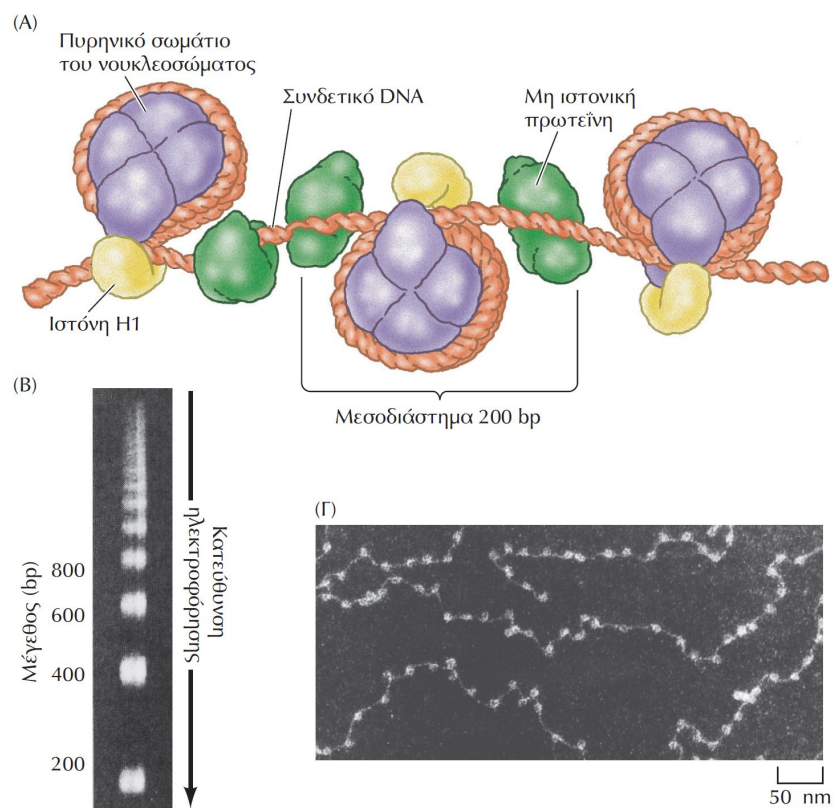 (Α)
Πυρηνικό σωμάτιο
του νουκλεοσώματος
Συνδετικό DNA
Μη ιστονική
πρωτεΐνη
Ιστόνη Η1
Μεσοδιάστημα 200 bp
(Β)
Μέγεθος (bp)
800
600
400
200
Κατεύθυνση
ηλεκτροφόρησης
(Γ)
50 nm